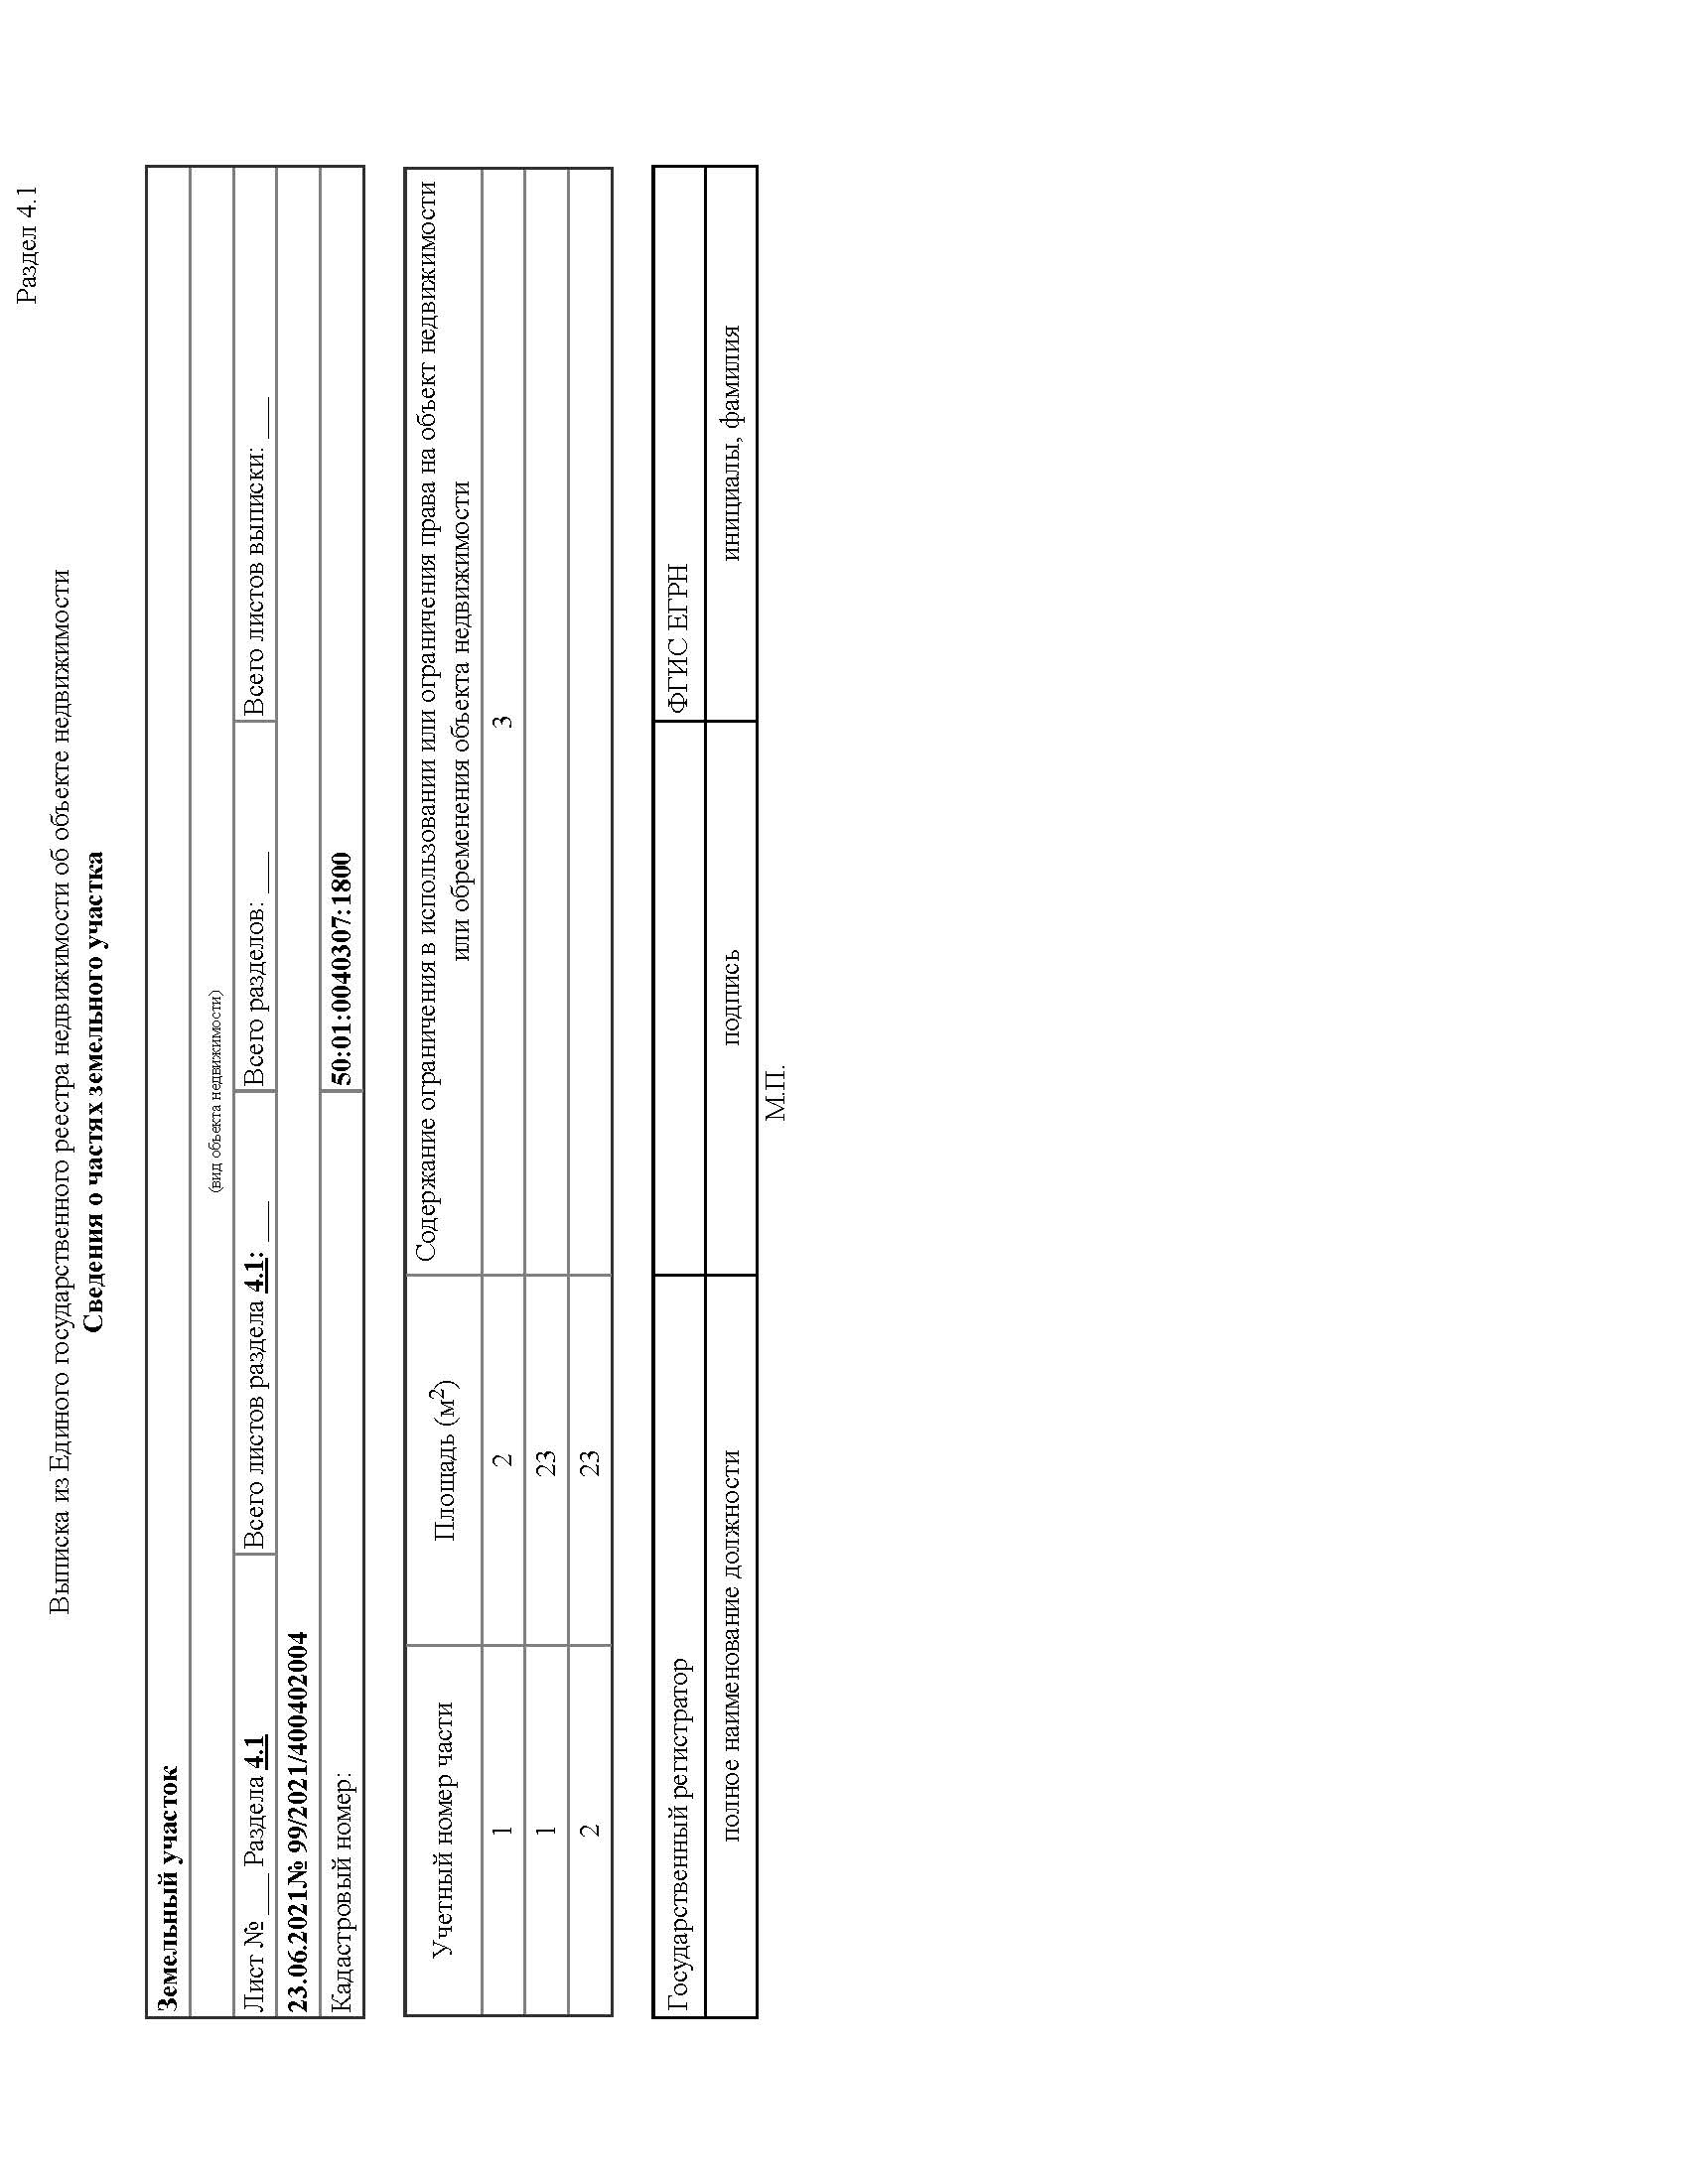 Раздел 4.1
Выписка из Единого государственного реестра недвижимости об объекте недвижимости
Сведения о частях земельного участка
Земельный участок
(вид объекта недвижимости)
Лист № ___ Раздела 4.1 Всего листов раздела 4.1: ___ Всего разделов: ___ Всего листов выписки: ___
23.06.2021№ 99/2021/400402004
Кадастровый номер: 50:01:0040307:1800
Учетный номер части Площадь (м²) Содержание ограничения в использовании или ограничения права на объект недвижимости
или обременения объекта недвижимости
1 2 3
1 23
2 23
Государственный регистратор ФГИС ЕГРН
полное наименование должности подпись инициалы, фамилия
М.П.